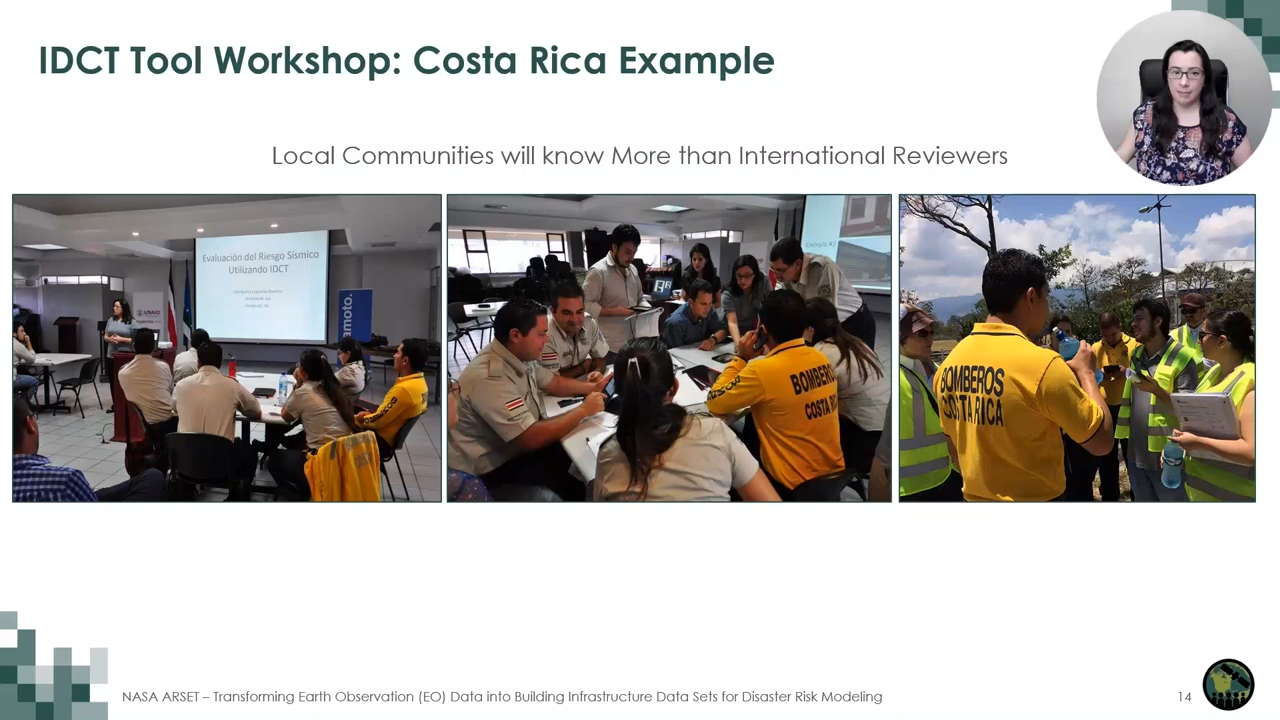 IDCT Tool Workshop: Costa Rica Example
Local Communities will know More than International Reviewers
Evaluación del Riesgo Sísmico
Utilizando IDCT
USAID
BOMBEROS
COSTA RICA
BOMBEROS
COSTA RICA
NASA ARSET – Transforming Earth Observation (EO) Data into Building Infrastructure Data Sets for Disaster Risk Modeling
14